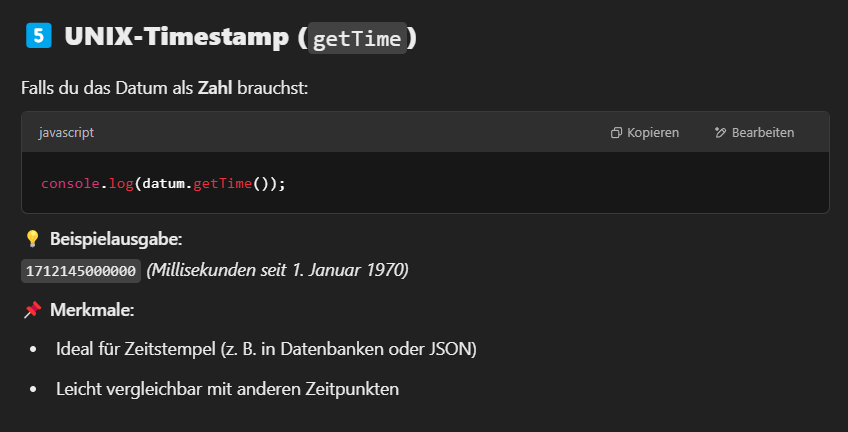 5 UNIX-Timestamp (getTime)
Falls du das Datum als Zahl brauchst:
javascript Kopieren Bearbeiten
console.log(datum.getTime());
💡 Beispielausgabe:
1712145000000 (Millisekunden seit 1. Januar 1970)
📌 Merkmale:
• Ideal für Zeitstempel (z. B. in Datenbanken oder JSON)
• Leicht vergleichbar mit anderen Zeitpunkten